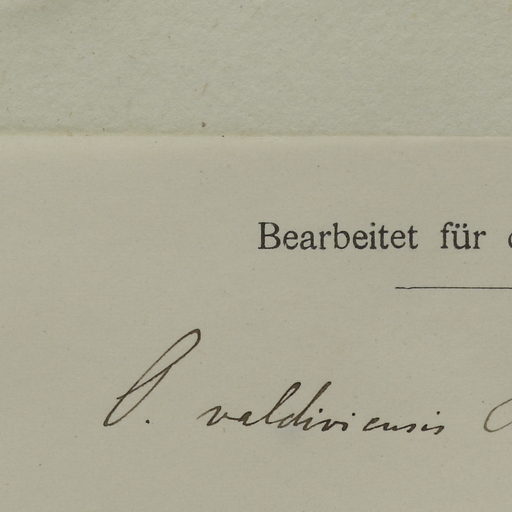 Bearbeitet für
P. valdiviensis